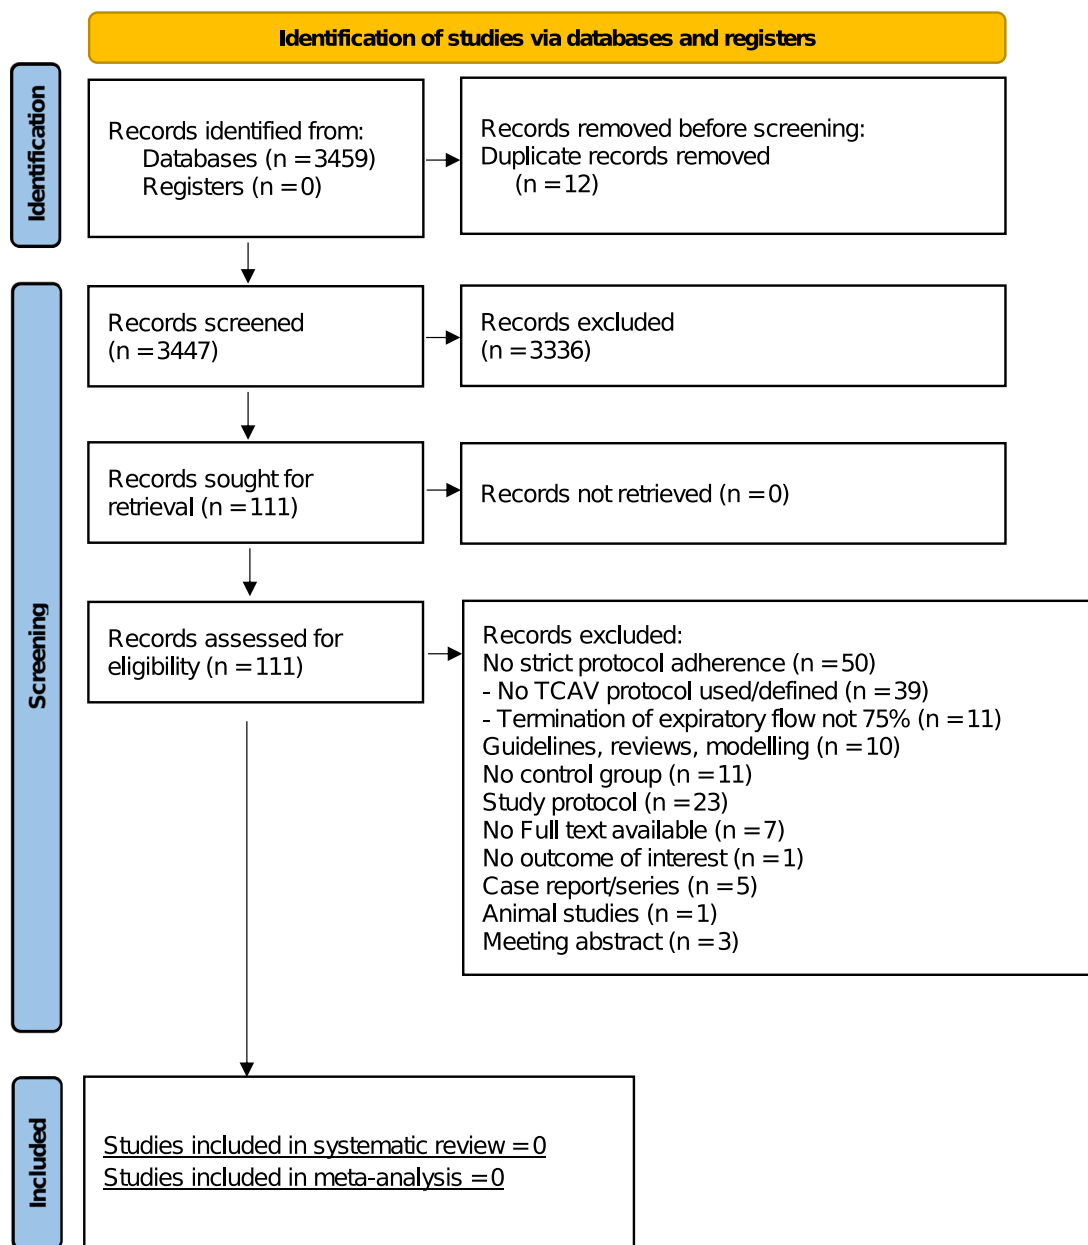 Identification of studies via databases and registers
Identification
Records identified from:
Databases (n = 3459)
Registers (n = 0)
Records removed before screening:
Duplicate records removed
(n = 12)
Screening
Records screened
(n = 3447)
Records excluded
(n = 3336)
Records sought for
retrieval (n = 111)
Records not retrieved (n = 0)
Records assessed for
eligibility (n = 111)
Records excluded:
No strict protocol adherence (n = 50)
- No TCAV protocol used/defined (n = 39)
- Termination of expiratory flow not 75% (n = 11)
Guidelines, reviews, modelling (n = 10)
No control group (n = 11)
Study protocol (n = 23)
No Full text available (n = 7)
No outcome of interest (n = 1)
Case report/series (n = 5)
Animal studies (n = 1)
Meeting abstract (n = 3)
Included
Studies included in systematic review = 0
Studies included in meta-analysis = 0